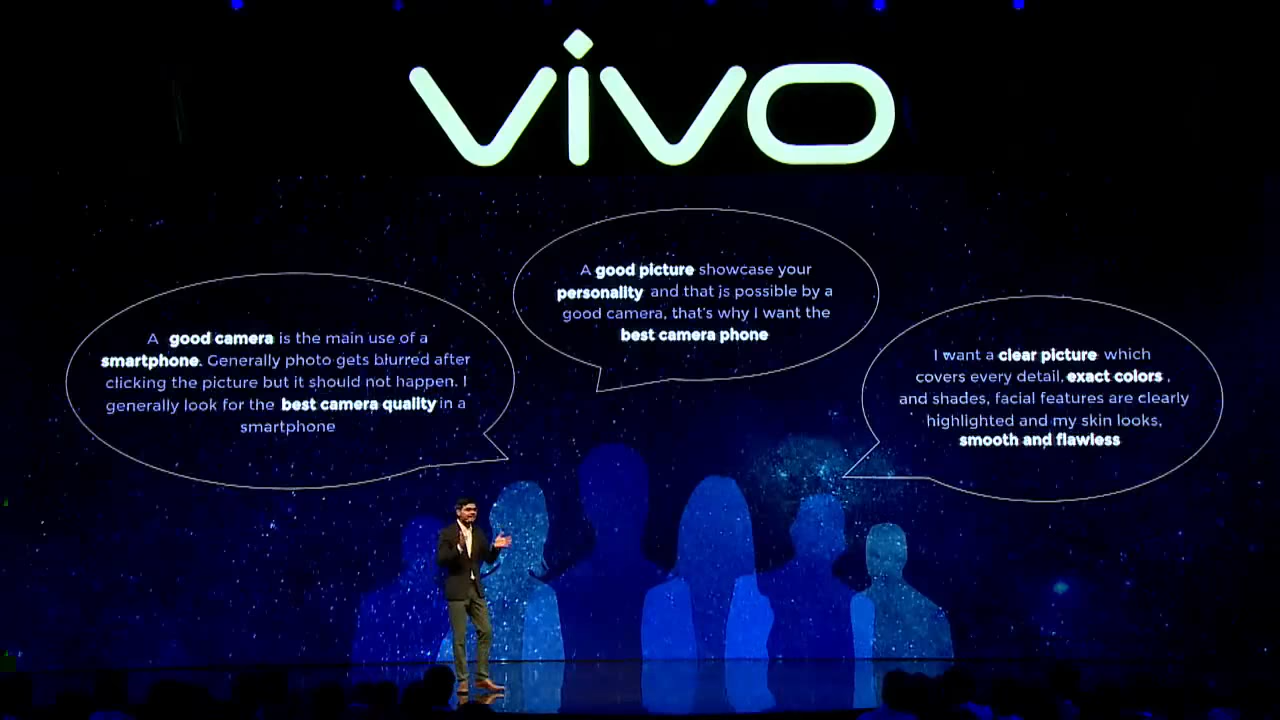 vivo
A good camera is the main use of a
smartphone. Generally photo gets blurred after
clicking the picture but it should not happen. I
generally look for the best camera quality in a
smartphone
A good picture showcase your
personality and that is possible by a
good camera, that's why I want the
best camera phone
I want a clear picture which
covers every detail, exact colors ,
and shades, facial features are clearly
highlighted and my skin looks,
smooth and flawless